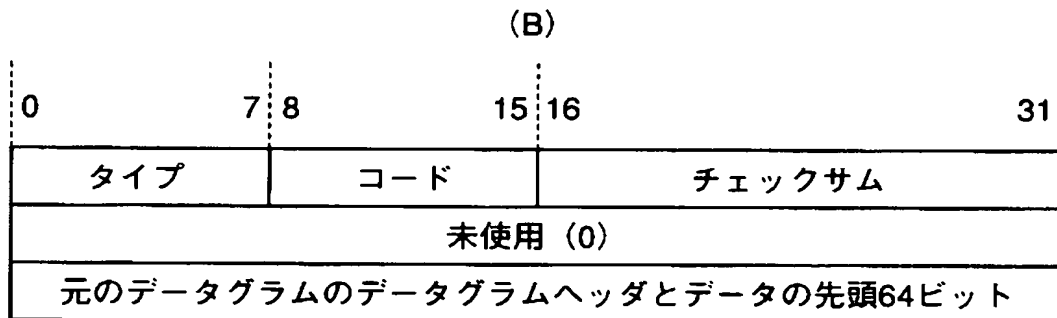 (B)
0 7 8 15 16 31
タイプ コード チェックサム
未使用（0）
元のデータグラムのデータグラムヘッダとデータの先頭64ビット